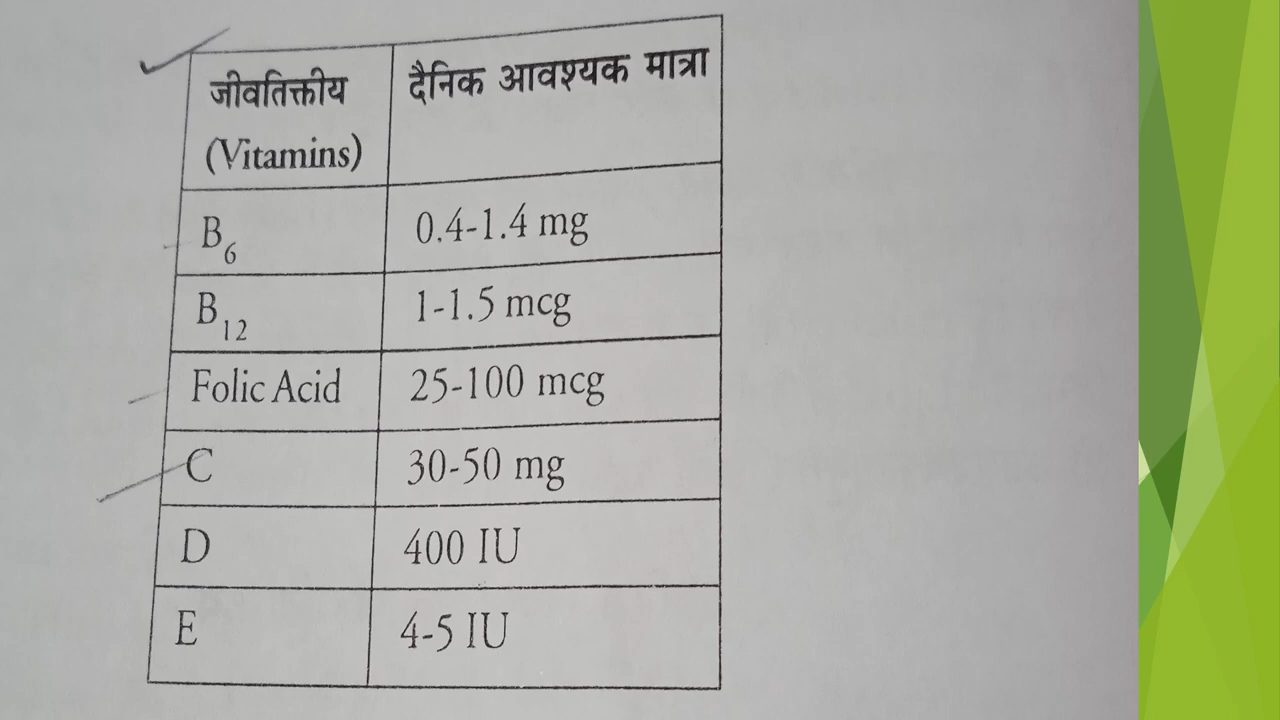 जीवतिक्तीय दैनिक आवश्यक मात्रा
(Vitamins)
B6 0.4-1.4 mg
B12 1-1.5 mcg
Folic Acid 25-100 mcg
C 30-50 mg
D 400 IU
E 4-5 IU